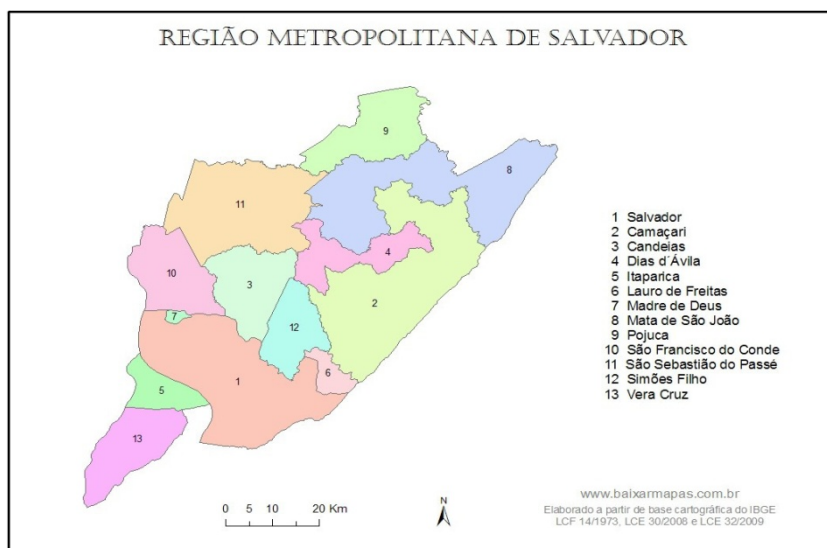 REGIÃO METROPOLITANA DE SALVADOR
9
8
11
4
10
3
2
7
12
6
1
5
13
1 Salvador
2 Camaçari
3 Candeias
4 Dias d´Ávila
5 Itaparica
6 Lauro de Freitas
7 Madre de Deus
8 Mata de São João
9 Pojuca
10 São Francisco do Conde
11 São Sebastião do Passé
12 Simões Filho
13 Vera Cruz
0 5 10 20 Km
N
www.baixarmapas.com.br
Elaborado a partir de base cartográfica do IBGE
LCF 14/1973, LCE 30/2008 e LCE 32/2009